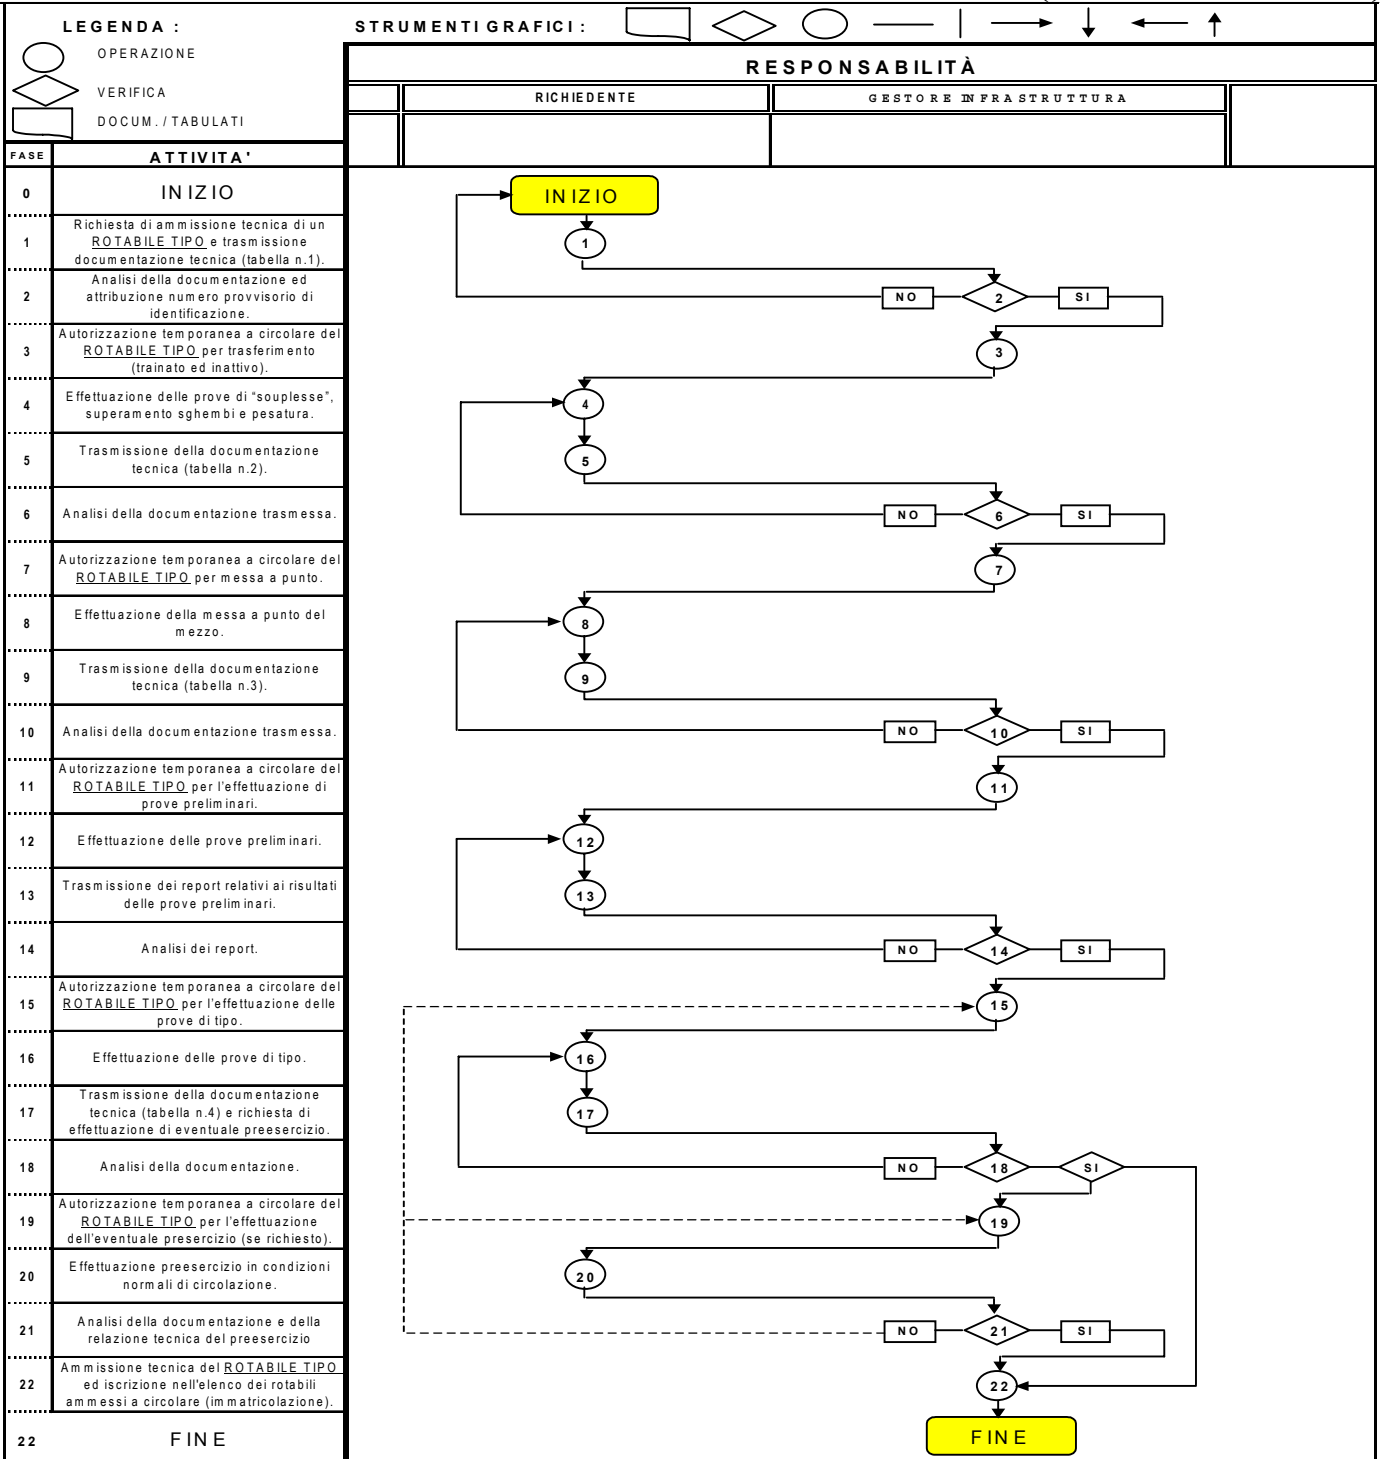 LEGENDA :
OPERAZIONE
VERIFICA
DOCUM./TABULATI
STRUMENTI GRAFICI :
RESPONSABILITÀ
RICHIEDENTE
GESTORE INFRASTRUTTURA
FASE ATTIVITA'
0 INIZIO
1 Richiesta di ammissione tecnica di un
ROTABILE TIPO e trasmissione
documentazione tecnica (tabella n.1).
2 Analisi della documentazione ed
attribuzione numero provvisorio di
identificazione.
3 Autorizzazione temporanea a circolare del
ROTABILE TIPO per trasferimento
(trainato ed inattivo).
4 Effettuazione delle prove di “souplesse”,
superamento sghembi e pesatura.
5 Trasmissione della documentazione
tecnica (tabella n.2).
6 Analisi della documentazione trasmessa.
7 Autorizzazione temporanea a circolare del
ROTABILE TIPO per messa a punto.
8 Effettuazione della messa a punto del
mezzo.
9 Trasmissione della documentazione
tecnica (tabella n.3).
10 Analisi della documentazione trasmessa.
11 Autorizzazione temporanea a circolare del
ROTABILE TIPO per l'effettuazione di
prove preliminari.
12 Effettuazione delle prove preliminari.
13 Trasmissione dei report relativi ai risultati
delle prove preliminari.
14 Analisi dei report.
15 Autorizzazione temporanea a circolare del
ROTABILE TIPO per l'effettuazione delle
prove di tipo.
16 Effettuazione delle prove di tipo.
17 Trasmissione della documentazione
tecnica (tabella n.4) e richiesta di
effettuazione di eventuale preesercizio.
18 Analisi della documentazione.
19 Autorizzazione temporanea a circolare del
ROTABILE TIPO per l'effettuazione
dell'eventuale presercizio (se richiesto).
20 Effettuazione preesercizio in condizioni
normali di circolazione.
21 Analisi della documentazione e della
relazione tecnica del preesercizio
22 Ammissione tecnica del ROTABILE TIPO
ed iscrizione nell'elenco dei rotabili
ammessi a circolare (immatricolazione).
22 FINE
INIZIO
1
NO 2 SI
3
4
5
NO 6 SI
7
8
9
NO 10 SI
11
12
13
NO 14 SI
15
16
17
NO 18 SI
19
20
NO 21 SI
22
FINE